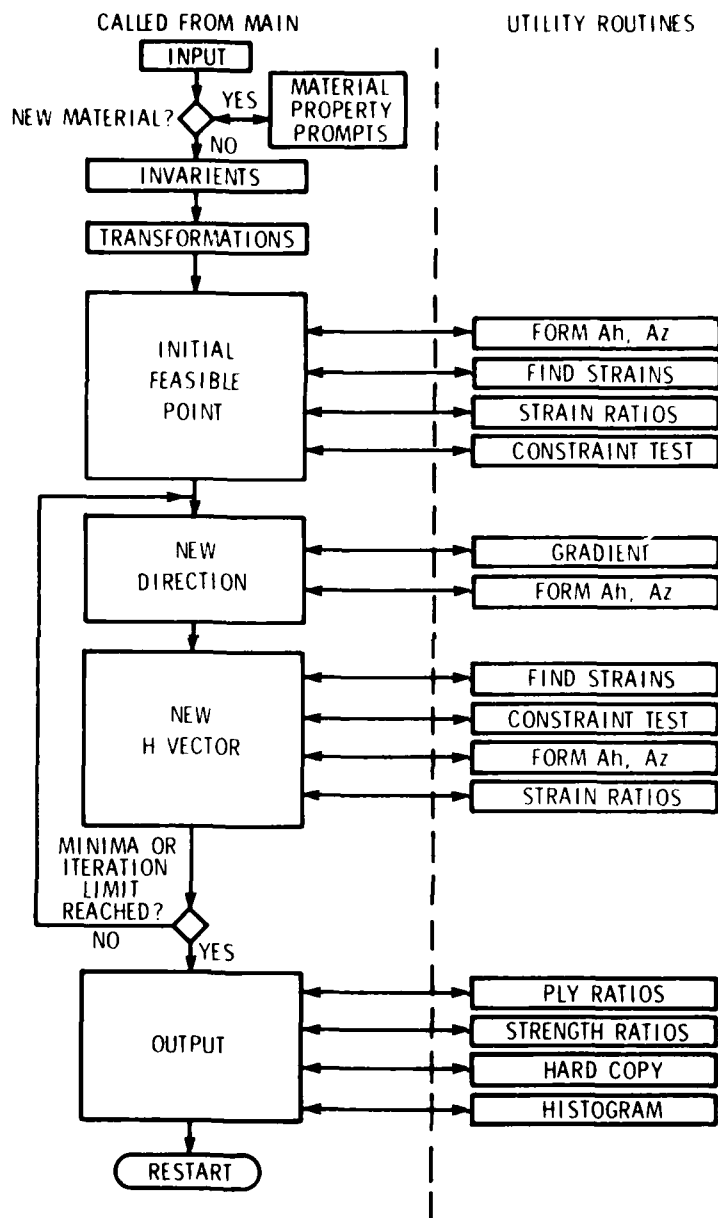 CALLED FROM MAIN
UTILITY ROUTINES
INPUT
NEW MATERIAL?
YES
MATERIAL
PROPERTY
PROMPTS
NO
INVARIENTS
TRANSFORMATIONS
INITIAL
FEASIBLE
POINT
FORM Ah, Az
FIND STRAINS
STRAIN RATIOS
CONSTRAINT TEST
NEW
DIRECTION
GRADIENT
FORM Ah, Az
NEW
H VECTOR
FIND STRAINS
CONSTRAINT TEST
FORM Ah, Az
STRAIN RATIOS
MINIMA OR
ITERATION
LIMIT
REACHED?
NO
YES
OUTPUT
PLY RATIOS
STRENGTH RATIOS
HARD COPY
HISTOGRAM
RESTART